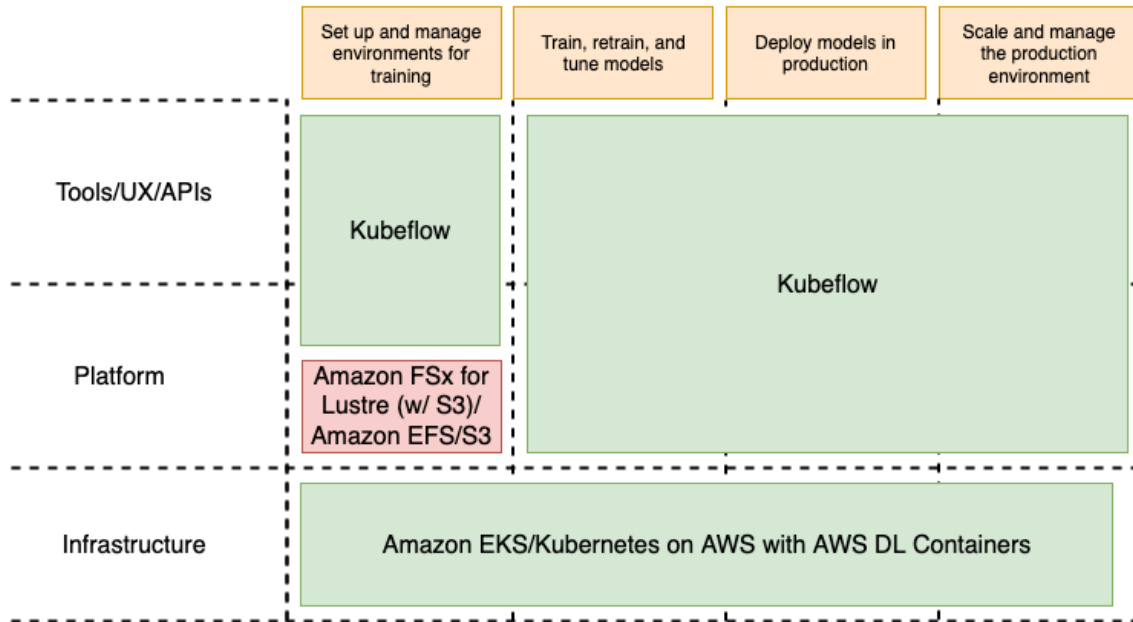 Set up and manage
environments for
training
Train, retrain, and
tune models
Deploy models in
production
Scale and manage
the production
environment
Tools/UX/APIs
Kubeflow
Kubeflow
Platform
Amazon FSx for
Lustre (w/ S3)/
Amazon EFS/S3
Infrastructure
Amazon EKS/Kubernetes on AWS with AWS DL Containers